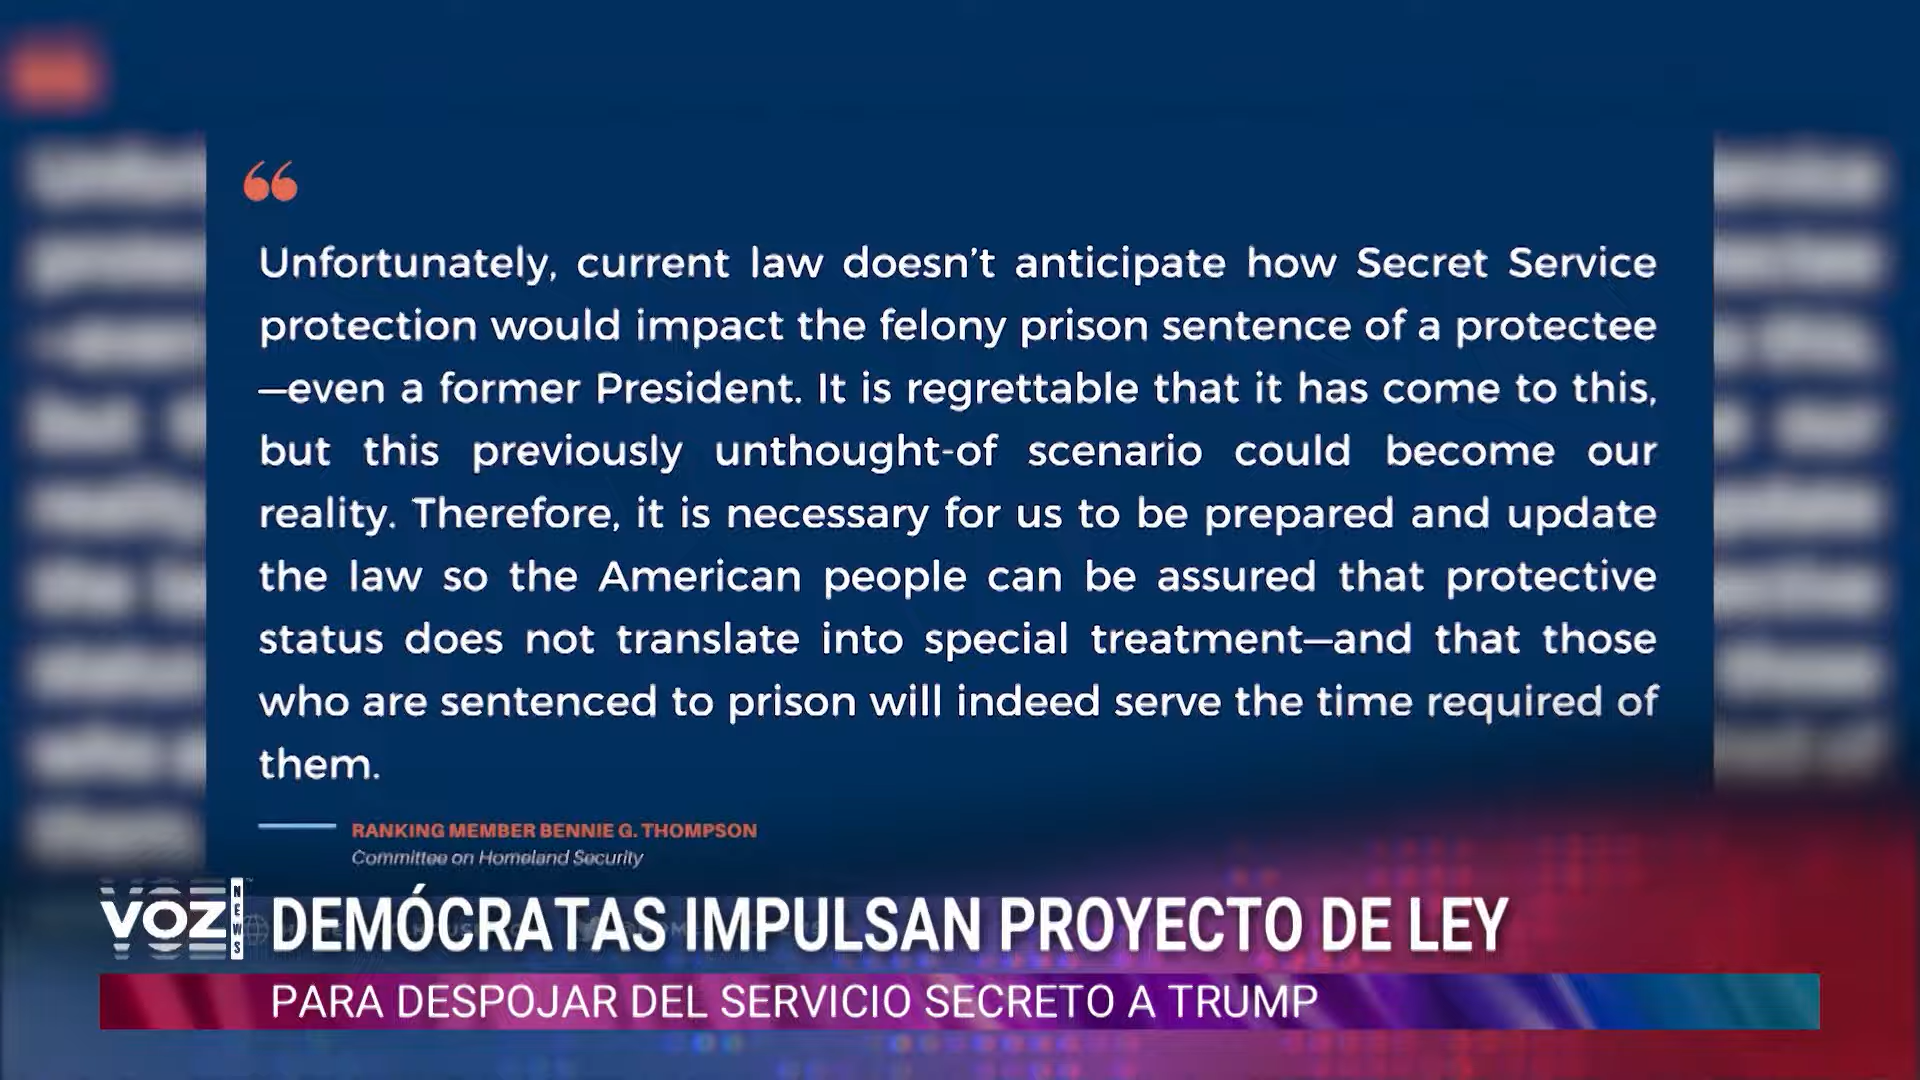 “
Unfortunately, current law doesn’t anticipate how Secret Service
protection would impact the felony prison sentence of a protectee
—even a former President. It is regrettable that it has come to this,
but this previously unthought-of scenario could become our
reality. Therefore, it is necessary for us to be prepared and update
the law so the American people can be assured that protective
status does not translate into special treatment—and that those
who are sentenced to prison will indeed serve the time required of
them.
RANKING MEMBER BENNIE G. THOMPSON
Committee on Homeland Security
VOZ NEWS
DEMÓCRATAS IMPULSAN PROYECTO DE LEY
PARA DESPOJAR DEL SERVICIO SECRETO A TRUMP